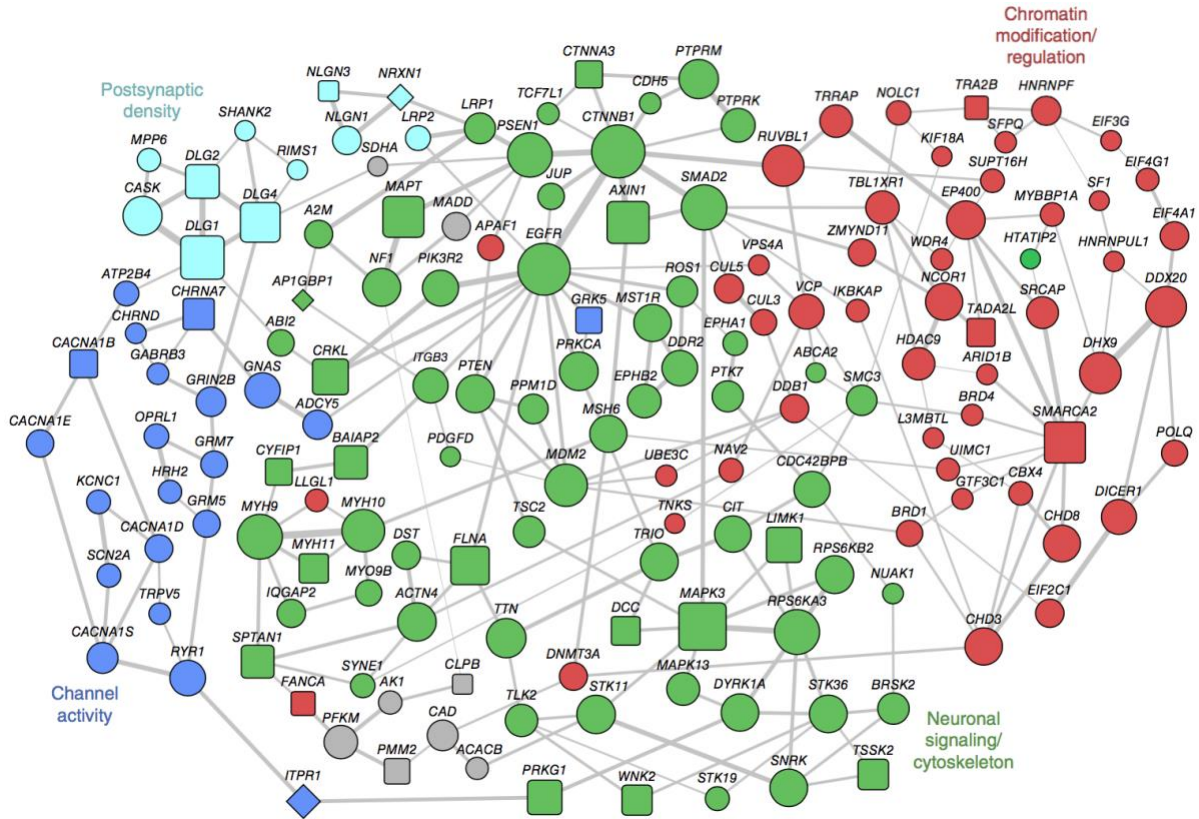 Chromatin
modification/
regulation
CTNNA3
PTPRM
NLGN3
NRXN1
CDH5
TCF7L1
TRA2B
HNRNPF
Postsynaptic
density
LRP1
CTNNB1
PTPRK
TRRAP
NOLC1
SHANK2
NLGN1
LRP2
PSEN1
RUVBL1
KIF18A
SFPQ
EIF3G
MPP6
RIMS1
SDHA
DLG2
JUP
SMAD2
SUPT16H
EIF4G1
CASK
DLG4
MAPT
MADD
AXIN1
TBL1XR1
EP400
MYBBP1A
SF1
A2M
APAF1
EIF4A1
DLG1
EGFR
ZMYND11
WDR4
HTATIP2
HNRNPUL1
NF1
PIK3R2
VPS4A
ATP2B4
ROS1
CUL5
NCOR1
DDX20
AP1GBP1
VCP
IKBKAP
SRCAP
CHRNA7
GRK5
MST1R
CUL3
TADA2L
CHRND
ABI2
EPHA1
CACNA1B
CRKL
PRKCA
DDR2
HDAC9
ARID1B
DHX9
GABRB3
GNAS
ITGB3
PTEN
ABCA2
GRIN2B
PPM1D
EPHB2
PTK7
SMC3
ADCY5
DDB1
BRD4
CACNA1E
OPRL1
MSH6
L3MBTL
SMARCA2
GRM7
CYFIP1
BAIAP2
PDGFD
UIMC1
POLQ
HRH2
MDM2
UBE3C
NAV2
CDC42BPB
CBX4
KCNC1
LLGL1
GTF3C1
GRM5
MYH9
MYH10
TSC2
TNKS
CIT
BRD1
CHD8
DICER1
CACNA1D
DST
FLNA
LIMK1
SCN2A
MYH11
TRIO
RPS6KB2
MYO9B
NUAK1
TRPV5
IQGAP2
ACTN4
MAPK3
EIF2C1
TTN
DCC
RPS6KA3
CACNA1S
RYR1
SPTAN1
CHD3
SYNE1
CLPB
DNMT3A
MAPK13
Channel
activity
FANCA
AK1
STK11
DYRK1A
STK36
BRSK2
TLK2
PFKM
CAD
Neuronal
signaling/
cytoskeleton
PMM2
ACACB
TSSK2
ITPR1
PRKG1
WNK2
STK19
SNRK